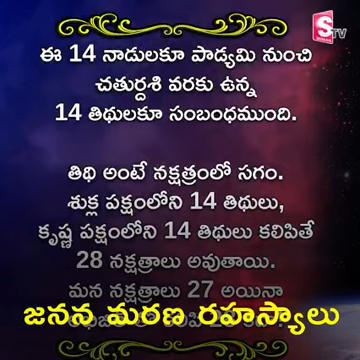 S
TV
ఈ 14 నాడులకూ పాడ్యమి నుంచి
చతుర్దశి వరకు ఉన్న
14 తిథులకూ సంబంధముంది.
తిథి అంటే నక్షత్రంలో సగం.
శుక్ల పక్షంలోని 14 తిథులు,
కృష్ణ పక్షంలోని 14 తిథులు కలిపితే
28 నక్షత్రాలు అవుతాయి.
మన నక్షత్రాలు 27 అయినా
జనన మరణ రహస్యాలు